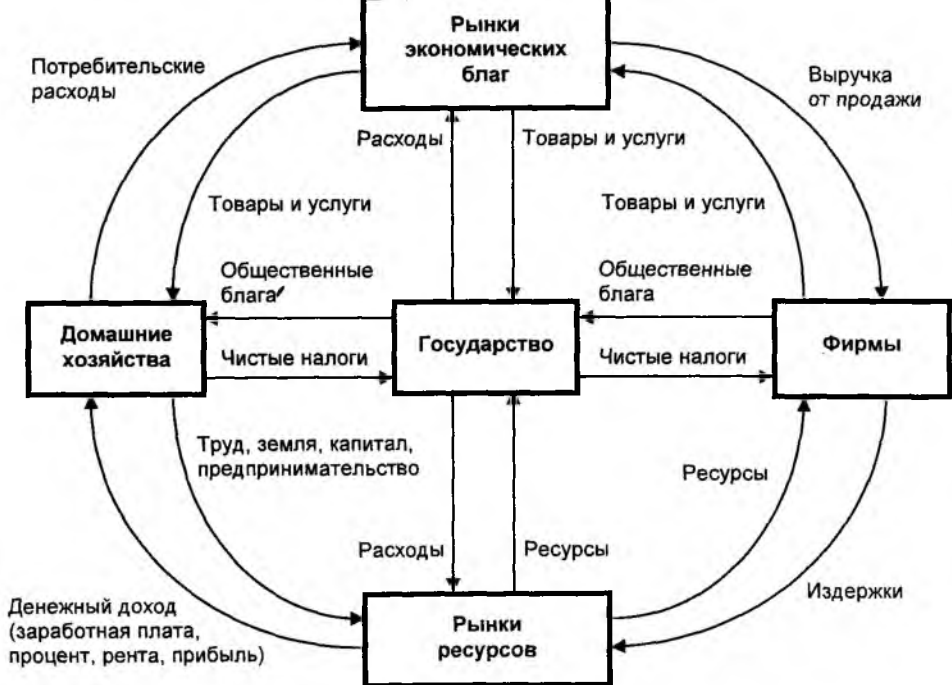 Рынки
экономических
благ
Потребительские
расходы
Выручка
от продажи
Расходы
Товары и услуги
Товары и услуги
Товары и услуги
Общественные
блага
Общественные
блага
Домашние
хозяйства
Государство
Фирмы
Чистые налоги
Чистые налоги
Труд, земля, капитал,
предпринимательство
Ресурсы
Расходы
Ресурсы
Издержки
Денежный доход
(заработная плата,
процент, рента, прибыль)
Рынки
ресурсов